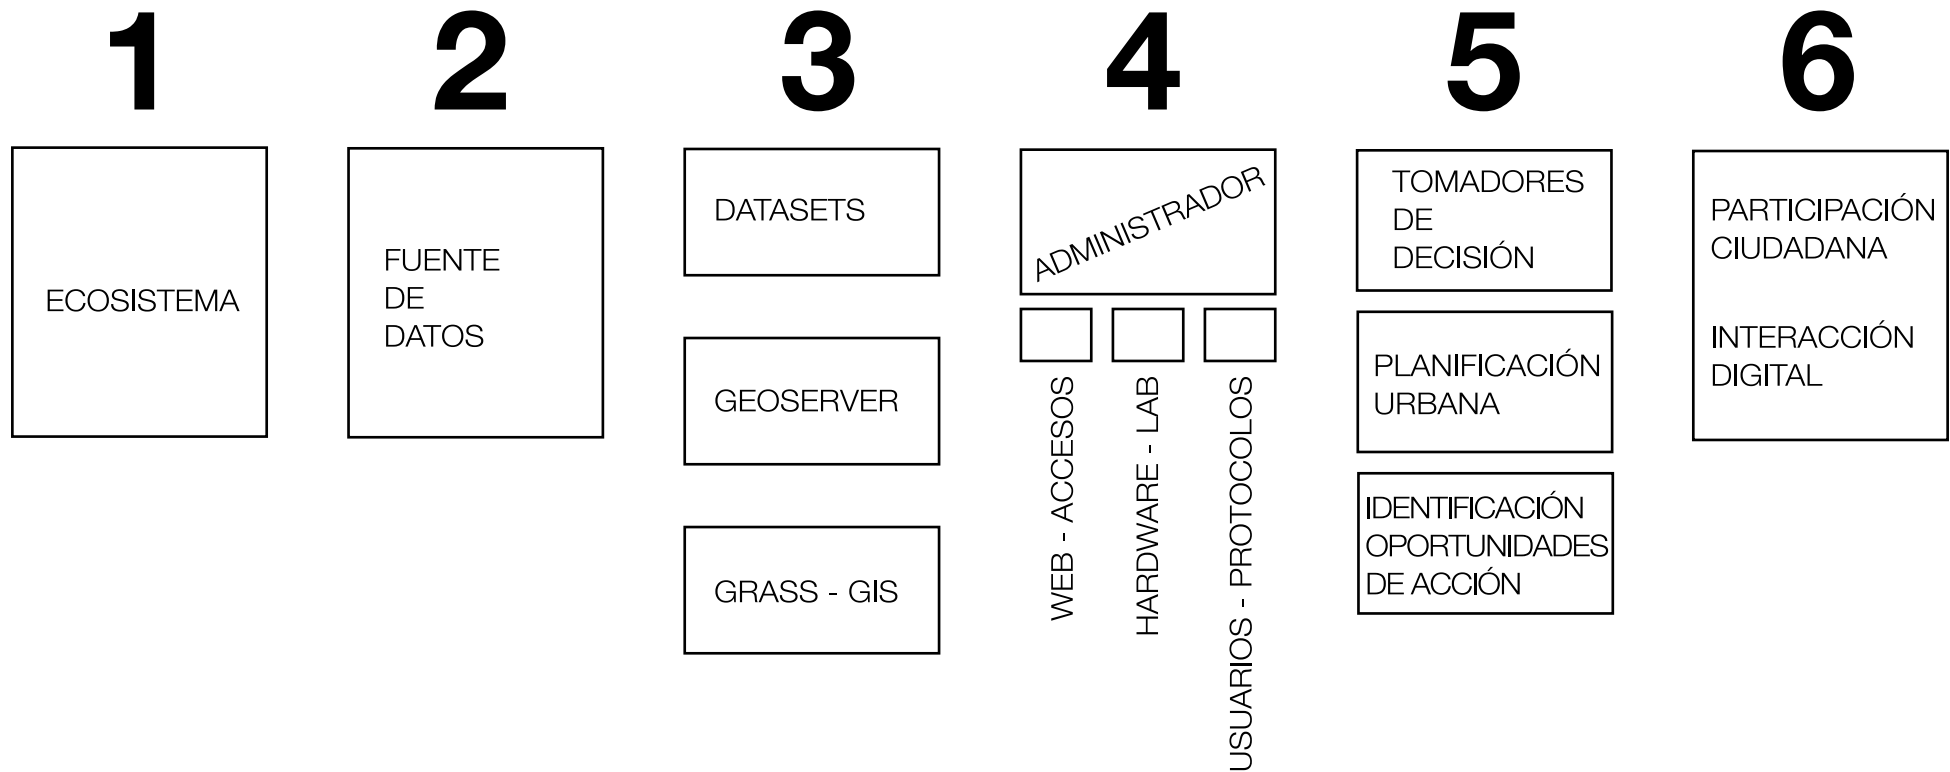 1
ECOSISTEMA
2
FUENTE
DE
DATOS
3
DATASETS
GEOSERVER
GRASS - GIS
4
ADMINISTRADOR
WEB - ACCESOS
HARDWARE - LAB
USUARIOS - PROTOCOLOS
5
TOMADORES
DE
DECISIÓN
PLANIFICACIÓN
URBANA
IDENTIFICACIÓN
OPORTUNIDADES
DE ACCIÓN
6
PARTICIPACIÓN
CIUDADANA
INTERACCIÓN
DIGITAL